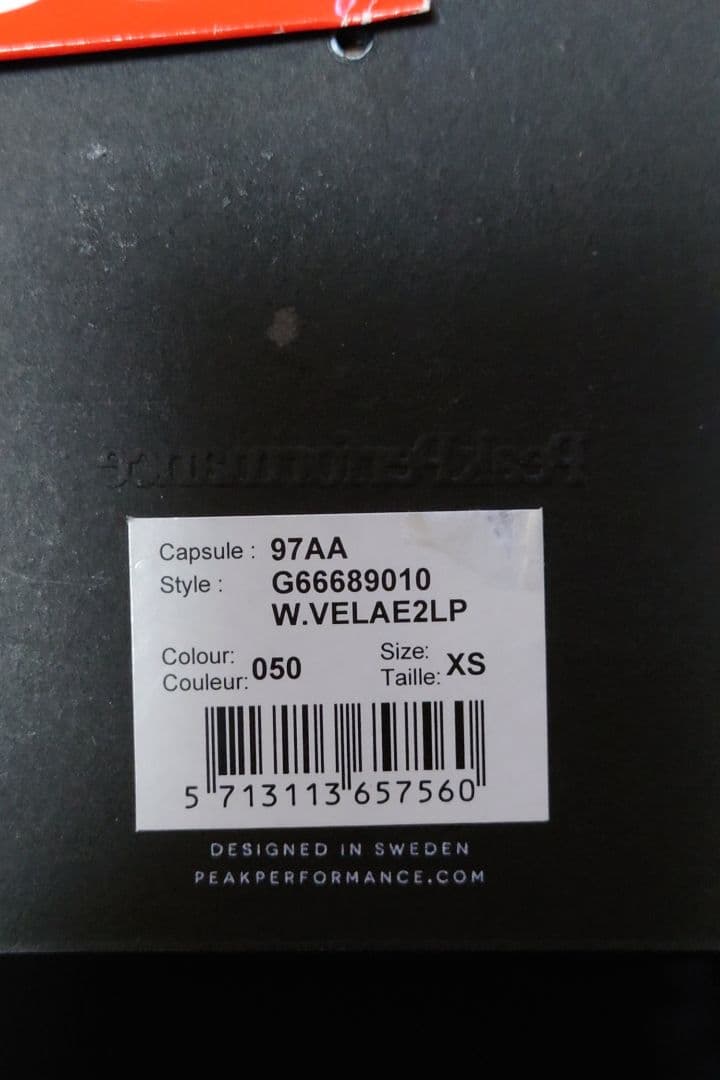 PeakPerformance
Capsule : 97AA
Style : G66689010
W.VELAE2LP
Colour: 050 Size: XS
Couleur: Taille:
5 713113 657560
DESIGNED IN SWEDEN
PEAKPERFORMANCE.COM